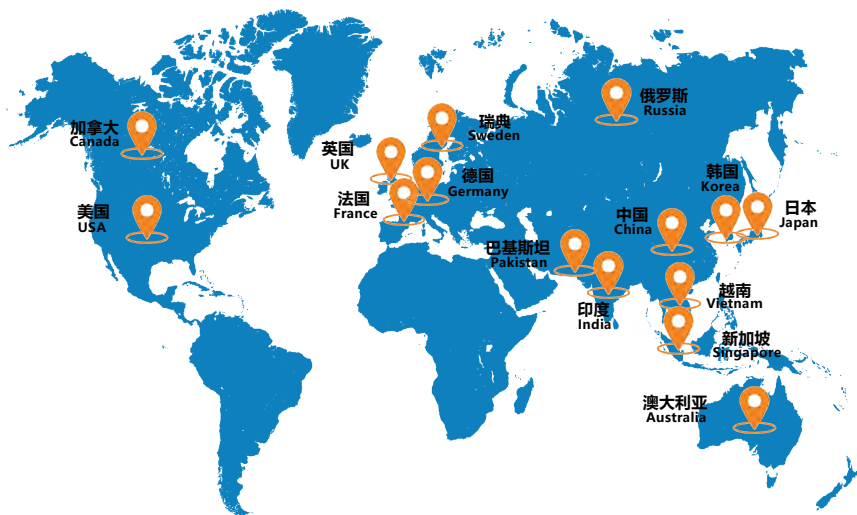 加拿大
Canada
美国
USA
英国
UK
法国
France
瑞典
Sweden
德国
Germany
俄罗斯
Russia
韩国
Korea
日本
Japan
中国
China
巴基斯坦
Pakistan
印度
India
越南
Vietnam
新加坡
Singapore
澳大利亚
Australia